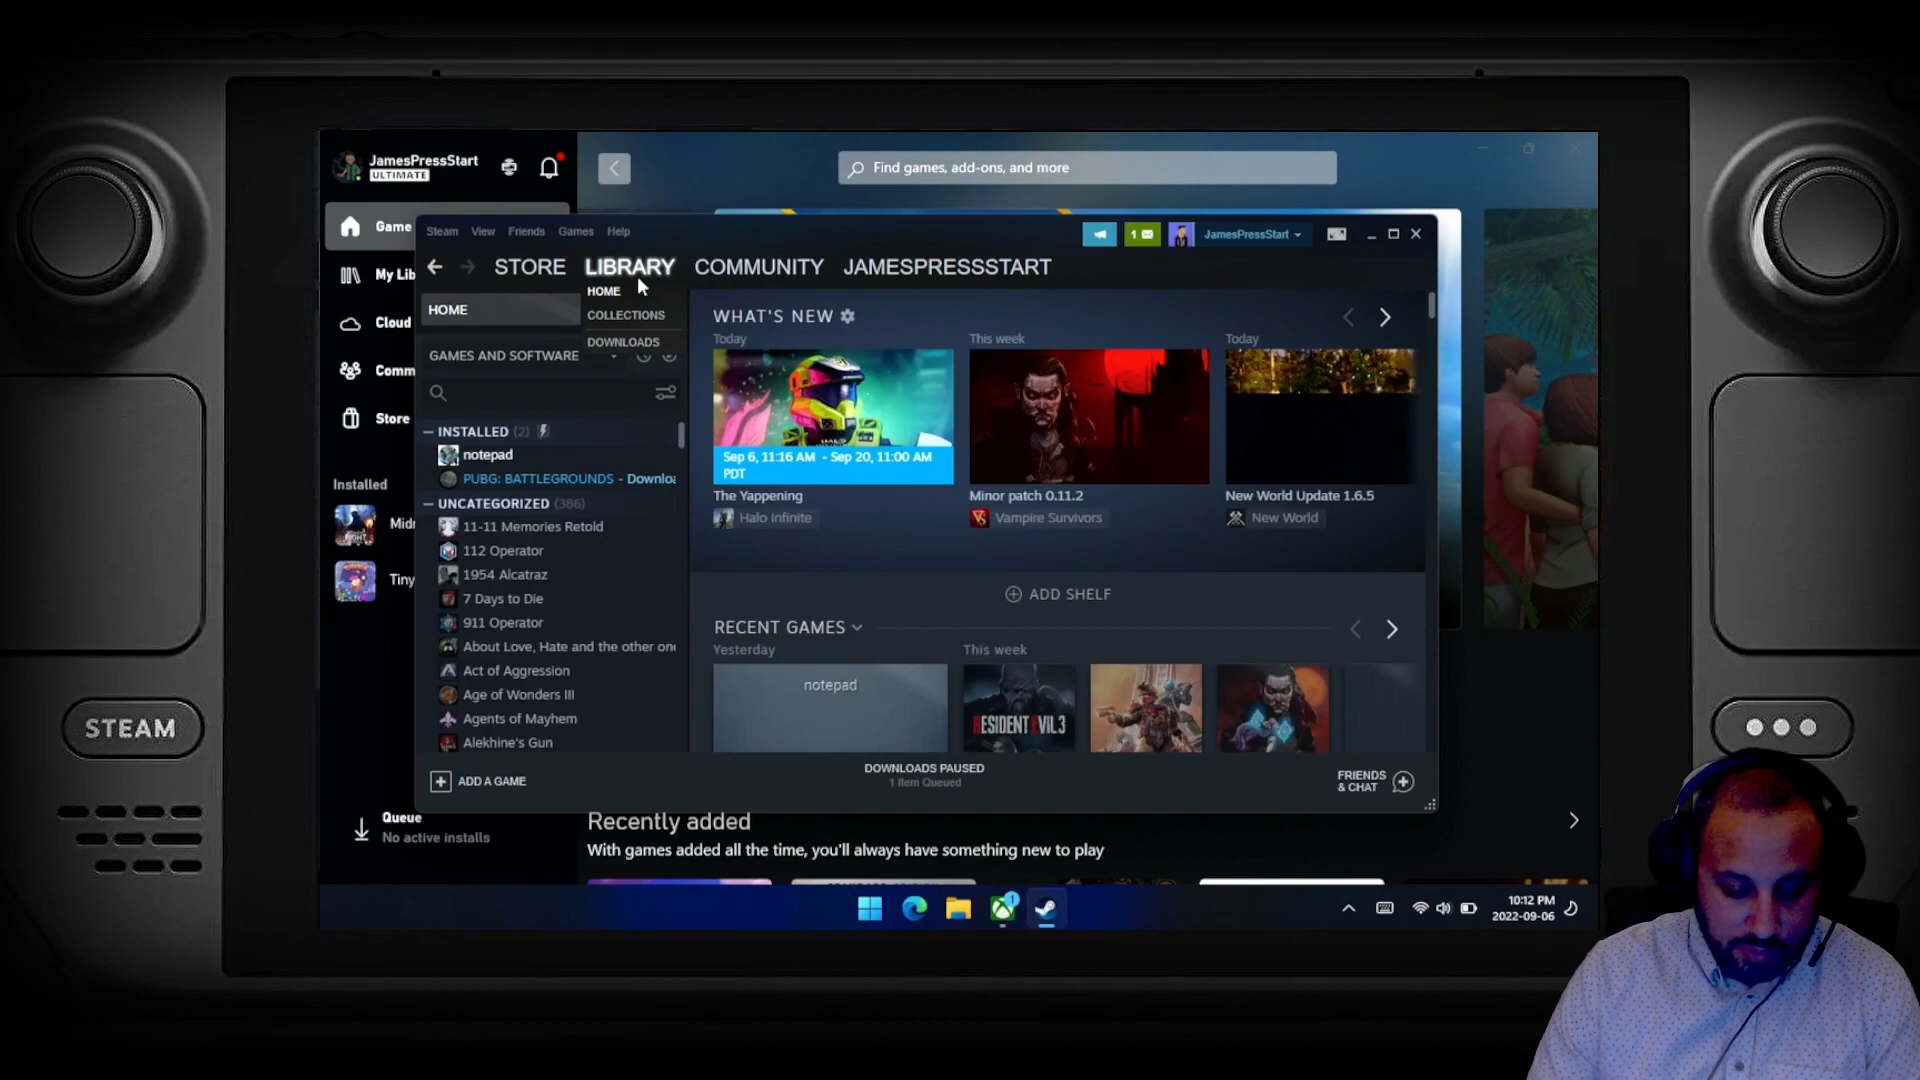 JamesPressStart
ULTIMATE
Find games, add-ons, and more
Game
My Lib
Cloud
Comm
Store
Installed
Midn
Tiny
Queue
No active installs
Steam View Friends Games Help
1
JamesPressStart
STORE LIBRARY COMMUNITY JAMESPRESSSTART
HOME
COLLECTIONS
DOWNLOADS
HOME
GAMES AND SOFTWARE
INSTALLED (2)
notepad
PUBG: BATTLEGROUNDS - Downloa
UNCATEGORIZED (386)
11-11 Memories Retold
112 Operator
1954 Alcatraz
7 Days to Die
911 Operator
About Love, Hate and the other one
Act of Aggression
Age of Wonders III
Agents of Mayhem
Alekhine's Gun
ADD A GAME
WHAT'S NEW
Today
HALO INFINITE
Sep 6, 11:16 AM - Sep 20, 11:00 AM
PDT
The Yappening
Halo Infinite
This week
Minor patch 0.11.2
Vampire Survivors
Today
New World Update 1.6.5
New World
ADD SHELF
RECENT GAMES
Yesterday
notepad
This week
RESIDENT EVIL 3
DOWNLOADS PAUSED
1 Item Queued
FRIENDS
& CHAT
Recently added
With games added all the time, you'll always have something new to play
1
10:12 PM
2022-09-06
STEAM